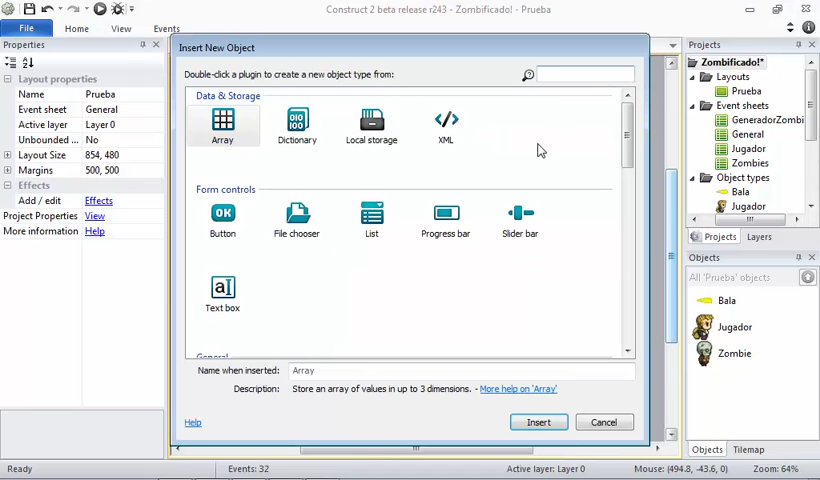 Construct 2 beta release r243 - Zombificado! - Prueba
File Home View Events
Properties
Layout properties
Name Prueba
Event sheet General
Active layer Layer 0
Unbounded ... No
Layout Size 854, 480
Margins 500, 500
Effects
Add / edit Effects
Project Properties View
More information Help
Insert New Object
Double-click a plugin to create a new object type from:
Data & Storage
Array Dictionary Local storage XML
Form controls
Button File chooser List Progress bar Slider bar
Text box
General
Name when inserted: Array
Description: Store an array of values in up to 3 dimensions. - More help on 'Array'
Help Insert Cancel
Projects
Zombificado!*
Layouts
Prueba
Event sheets
GeneradorZombi
General
Jugador
Zombies
Object types
Bala
Jugador
Projects Layers
Objects
All 'Prueba' objects
Bala
Jugador
Zombie
Objects Tilemap
Ready Events: 32 Active layer: Layer 0 Mouse: (494.8, -43.6, 0) Zoom: 64%